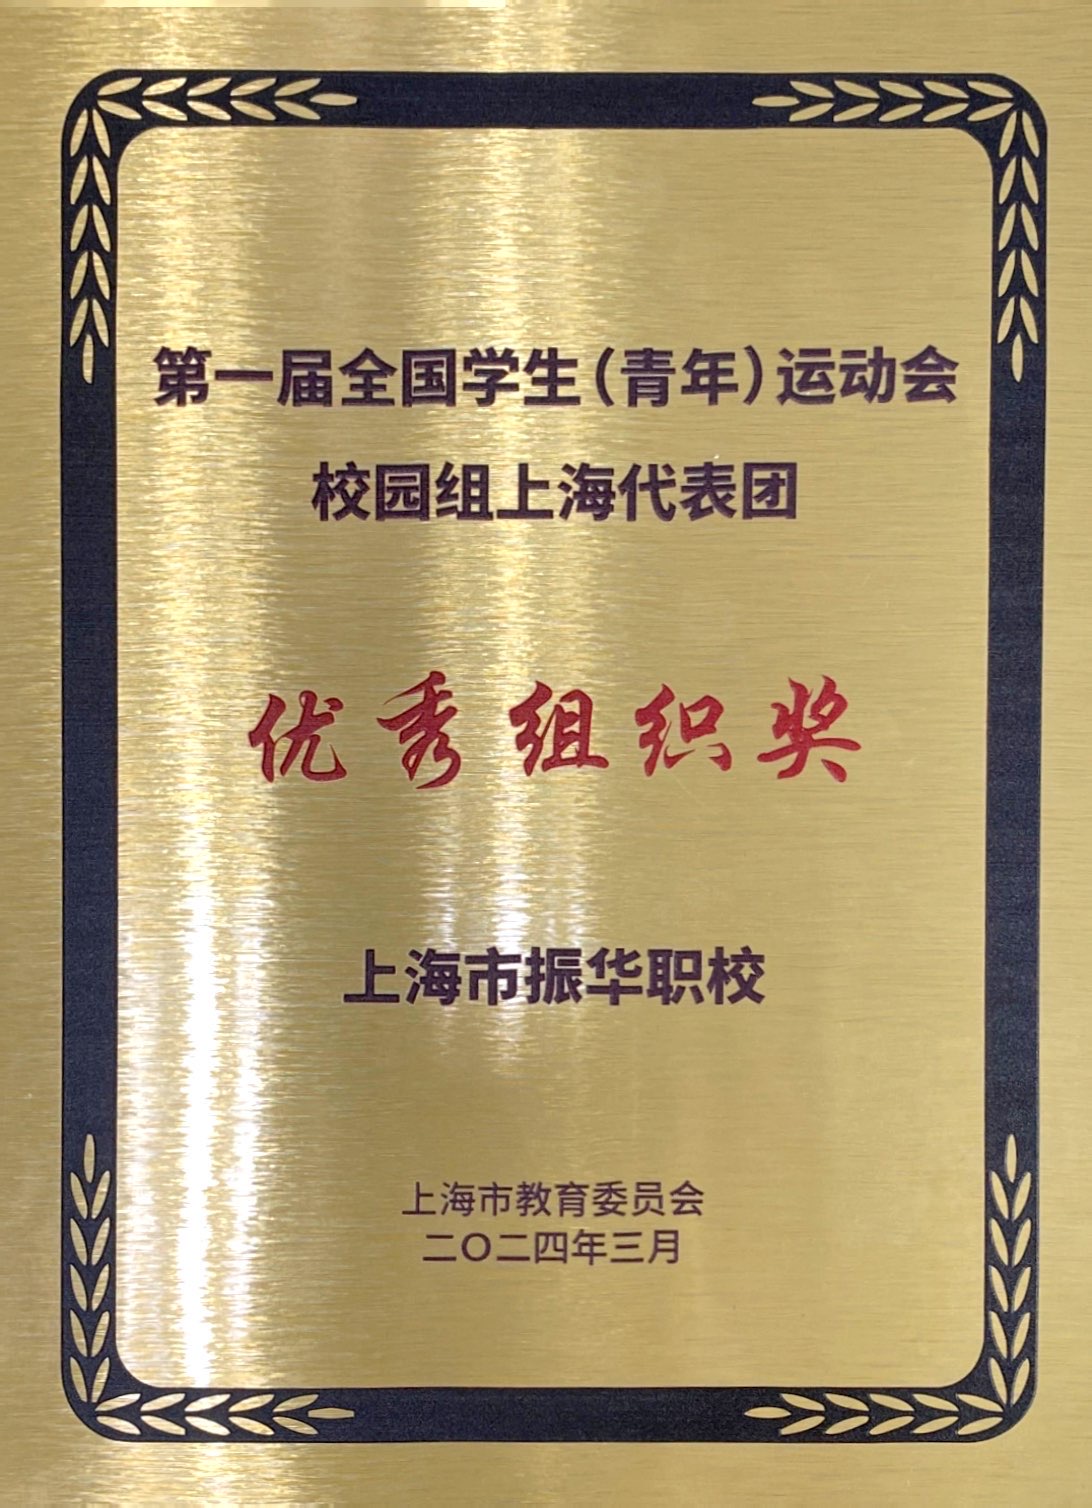 第一届全国学生（青年）运动会
校园组上海代表团
优秀组织奖
上海市振华职校
上海市教育委员会
二〇二四年三月